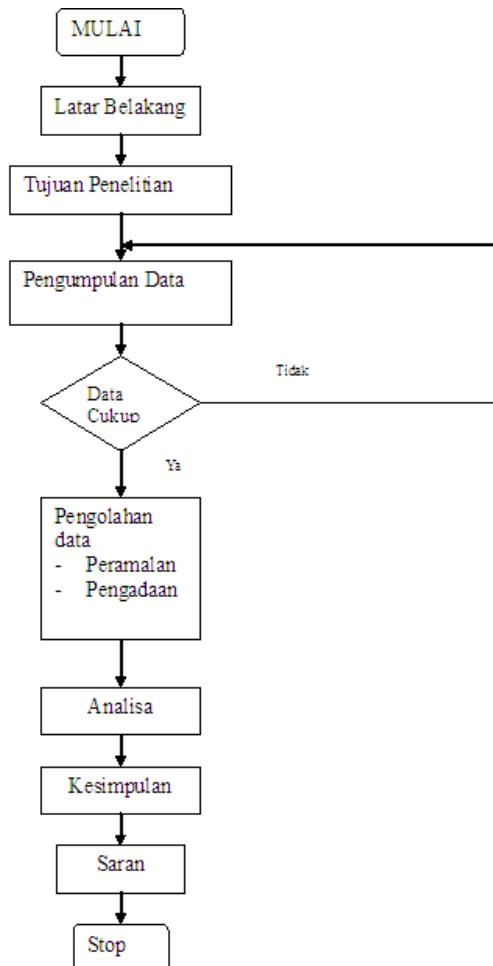 MULAI
Latar Belakang
Tujuan Penelitian
Pengumpulan Data
Tidak
Data
Cukup
Ya
Pengolahan
data
- Peramalan
- Pengadaan
Analisa
Kesimpulan
Saran
Stop